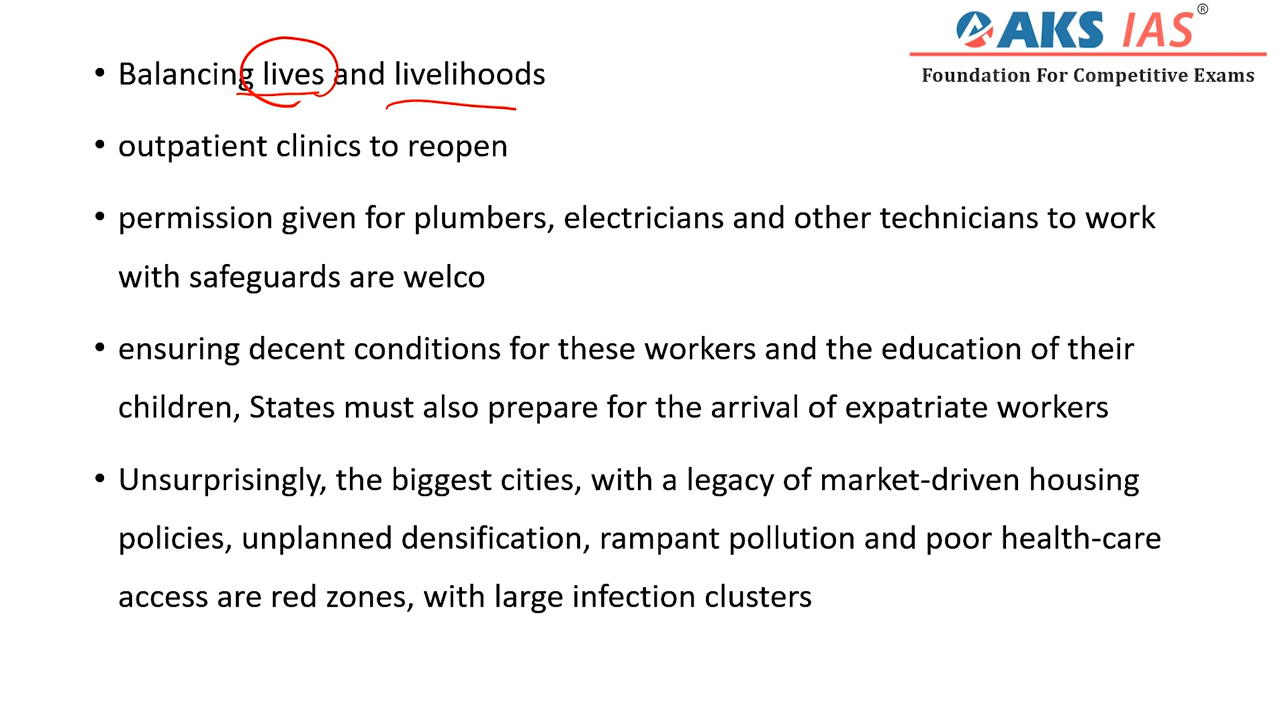 AKS IAS®
Foundation For Competitive Exams
• Balancing lives and livelihoods
• outpatient clinics to reopen
• permission given for plumbers, electricians and other technicians to work
with safeguards are welco
• ensuring decent conditions for these workers and the education of their
children, States must also prepare for the arrival of expatriate workers
• Unsurprisingly, the biggest cities, with a legacy of market-driven housing
policies, unplanned densification, rampant pollution and poor health-care
access are red zones, with large infection clusters